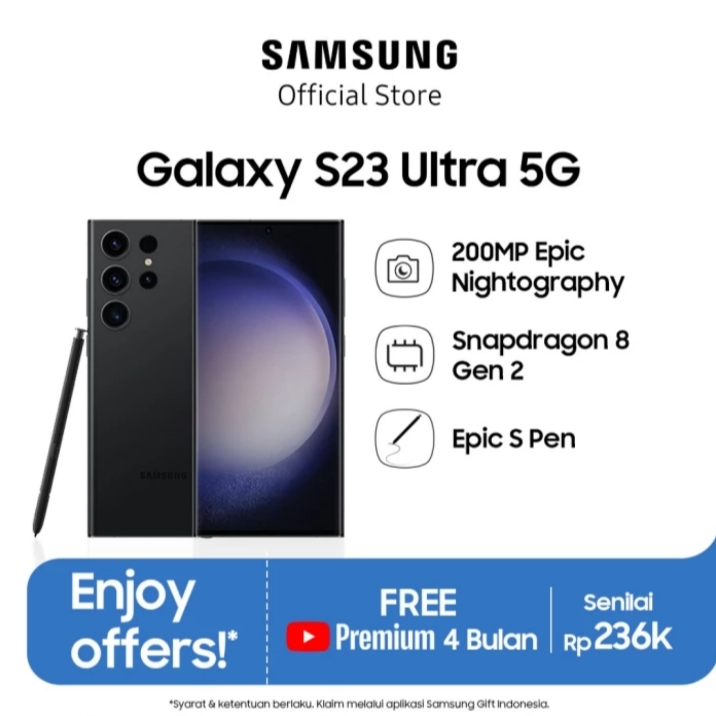 SAMSUNG
Official Store
Galaxy S23 Ultra 5G
200MP Epic
Nightography
Snapdragon 8
Gen 2
Epic S Pen
SAMSUNG
Enjoy
offers!*
FREE
Premium 4 Bulan
Senilai
Rp236k
*Syarat & ketentuan berlaku. Klaim melalui aplikasi Samsung Gift Indonesia.